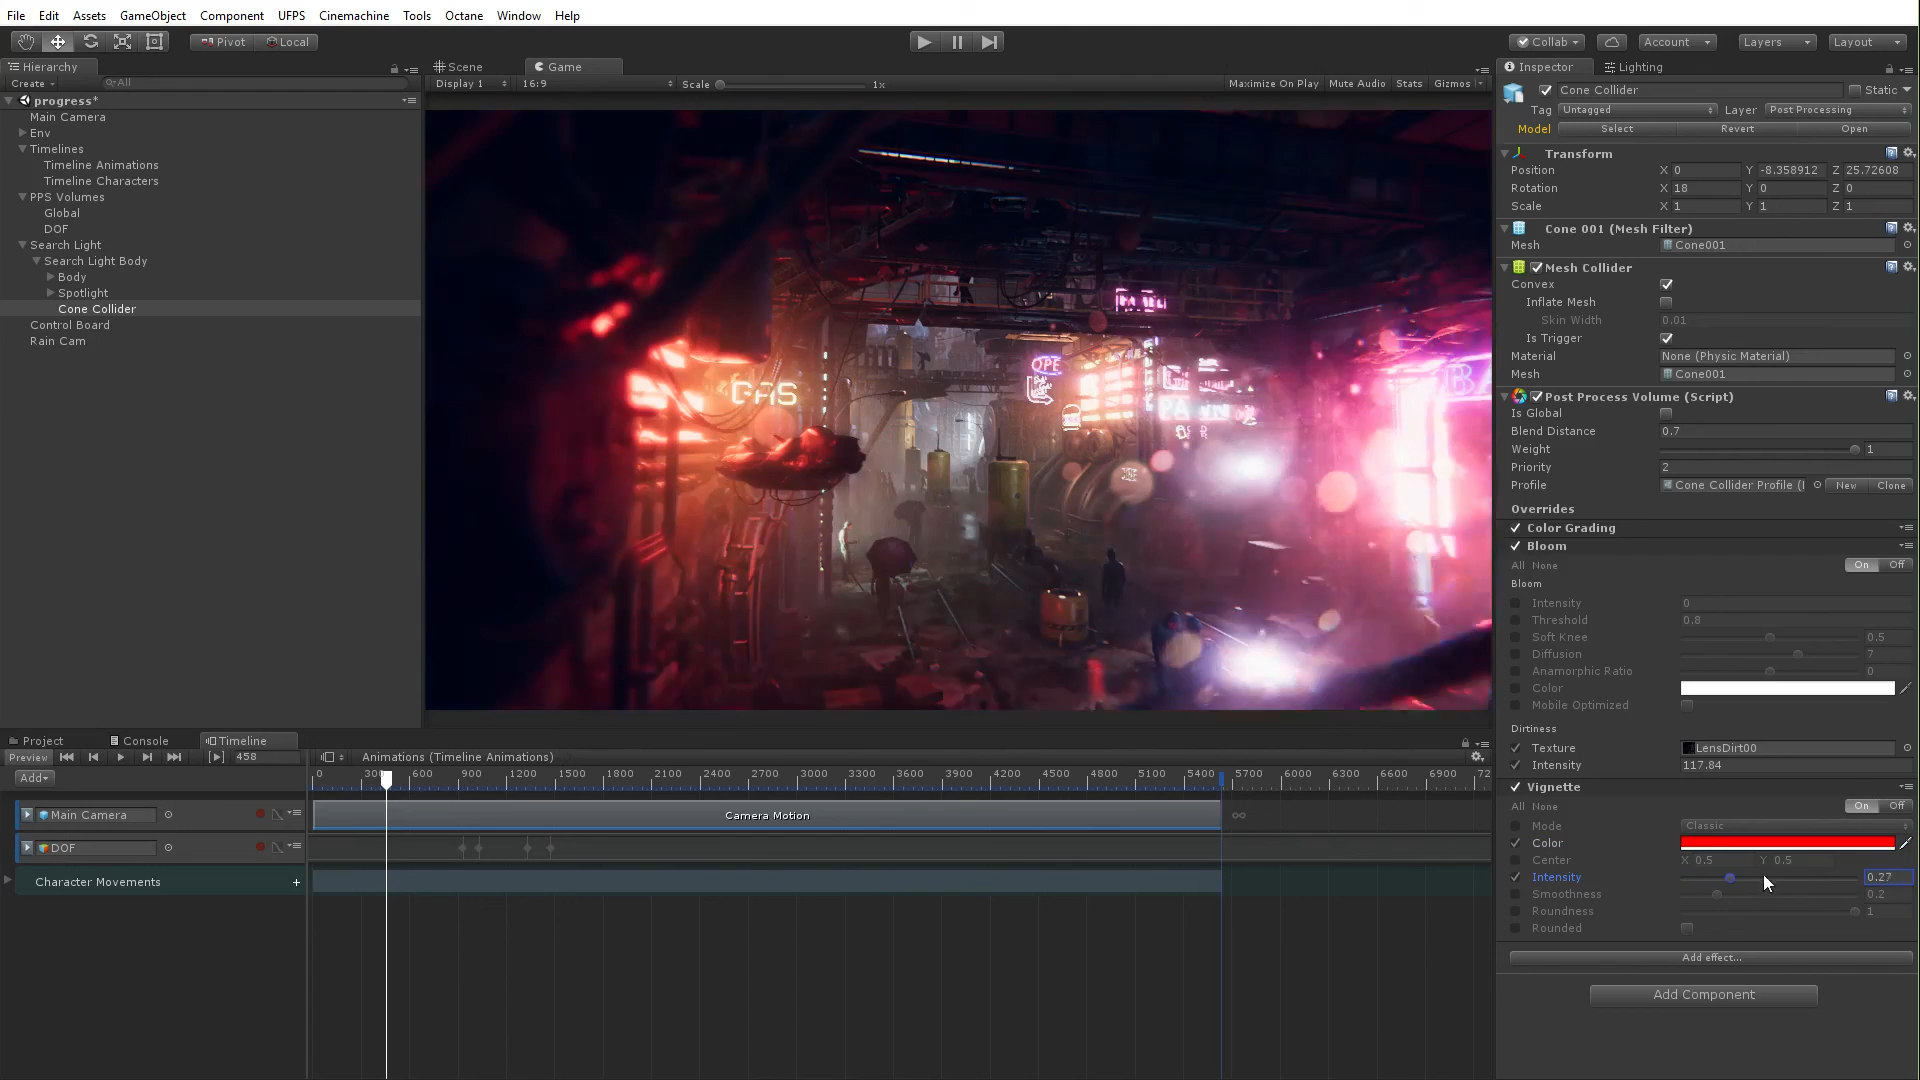 File Edit Assets GameObject Component UFPS Cinemachine Tools Octane Window Help
Pivot Local Collab Account Layers Layout
Hierarchy
Create All
progress*
Main Camera
Env
Timelines
Timeline Animations
Timeline Characters
PPS Volumes
Global
DOF
Search Light
Search Light Body
Body
Spotlight
Cone Collider
Control Board
Rain Cam
Scene Game
Display 1 16:9 Scale 1x Maximize On Play Mute Audio Stats Gizmos
OPE
GAS
PAWN
Inspector Lighting
Cone Collider Static
Tag Untagged Layer Post Processing
Model Select Revert Open
Transform
Position X 0 Y -8.358912 Z 25.72608
Rotation X 18 Y 0 Z 0
Scale X 1 Y 1 Z 1
Cone 001 (Mesh Filter)
Mesh Cone001
Mesh Collider
Convex
Inflate Mesh
Skin Width 0.01
Is Trigger
Material None (Physic Material)
Mesh Cone001
Post Process Volume (Script)
Is Global
Blend Distance 0.7
Weight 1
Priority 2
Profile Cone Collider Profile ( New Clone
Overrides
Color Grading
Bloom
All None On Off
Bloom
Intensity 0
Threshold 0.8
Soft Knee 0.5
Diffusion 7
Anamorphic Ratio 0
Color
Mobile Optimized
Dirtiness
Texture LensDirt00
Intensity 117.84
Vignette
All None On Off
Mode Classic
Color
Center X 0.5 Y 0.5
Intensity 0.27
Smoothness 0.2
Roundness 1
Rounded
Add effect...
Add Component
Project Console Timeline
Preview 458 Animations (Timeline Animations)
Add
0 300 600 900 1200 1500 1800 2100 2400 2700 3000 3300 3600 3900 4200 4500 4800 5100 5400 5700 6000 6300 6600 6900 72
Main Camera Camera Motion
DOF
Character Movements +